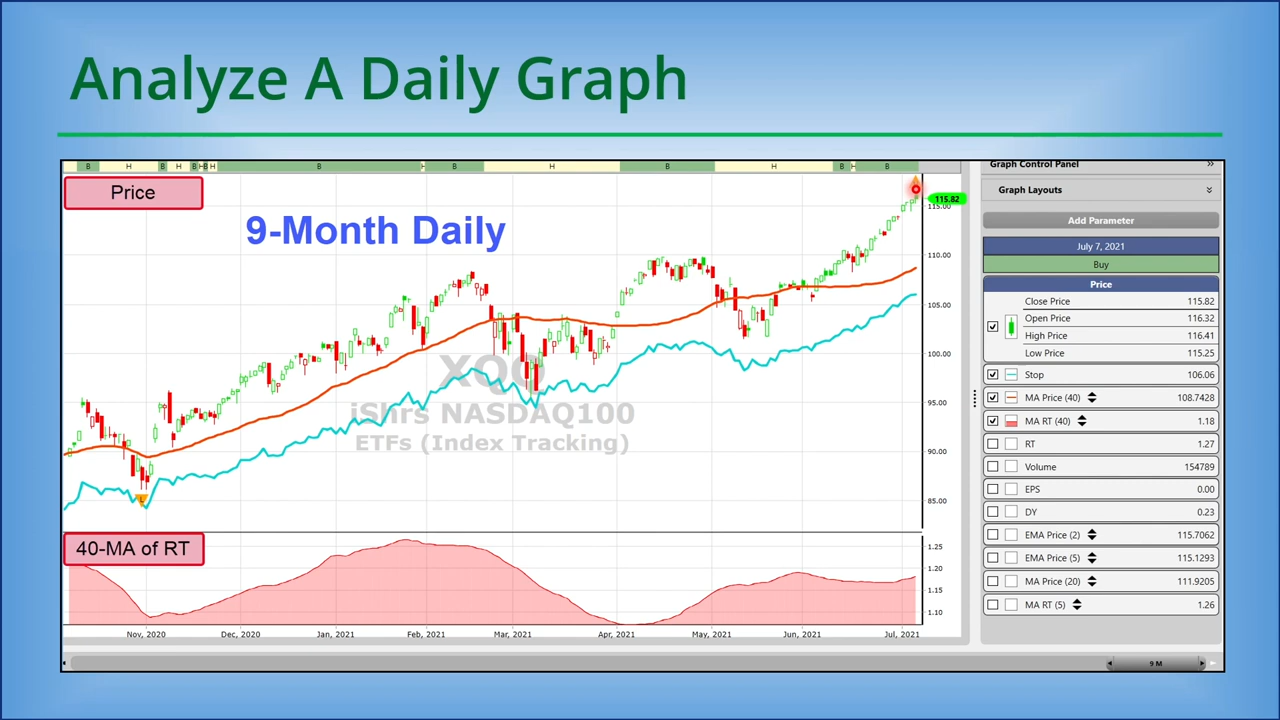 Analyze A Daily Graph
B H B H B H B H B H B H B H B H B
Price
9-Month Daily
115.82
115.00
110.00
105.00
100.00
95.00
90.00
85.00
XQQ
iShrs NASDAQ100
ETFs (Index Tracking)
L
40-MA of RT
1.25
1.20
1.15
1.10
Nov, 2020 Dec, 2020 Jan, 2021 Feb, 2021 Mar, 2021 Apr, 2021 May, 2021 Jun, 2021 Jul, 2021
Graph Control Panel
Graph Layouts
Add Parameter
July 7, 2021
Buy
Price
Close Price 115.82
Open Price 116.32
High Price 116.41
Low Price 115.25
Stop 106.06
MA Price (40) 108.7428
MA RT (40) 1.18
RT 1.27
Volume 154789
EPS 0.00
DY 0.23
EMA Price (2) 115.7062
EMA Price (5) 115.1293
MA Price (20) 111.9205
MA RT (5) 1.26
9 M